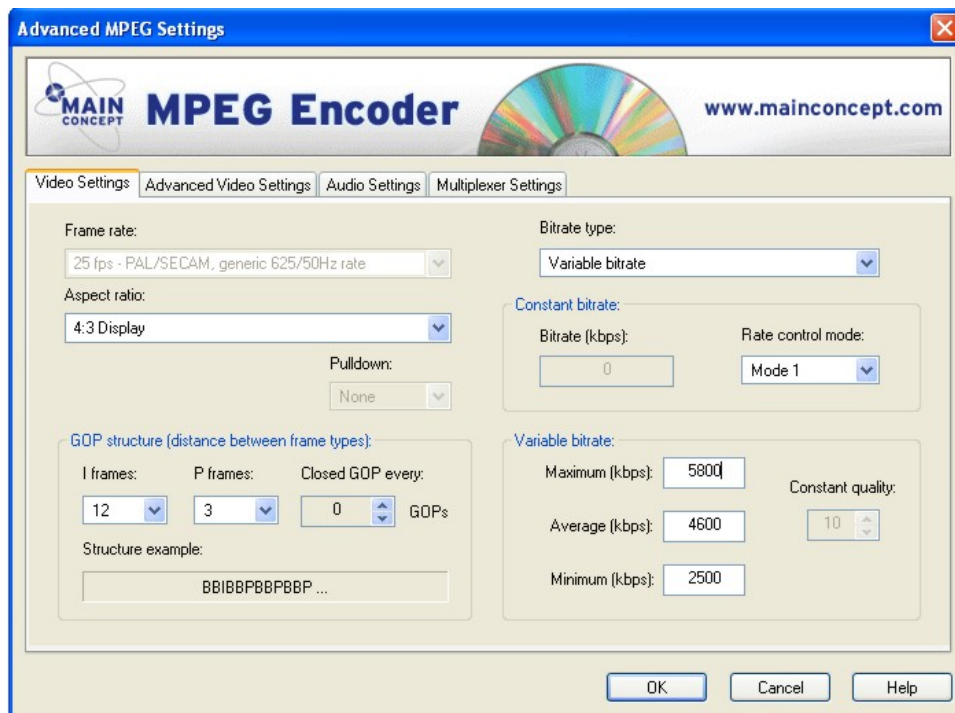 Advanced MPEG Settings
MAIN CONCEPT
MPEG Encoder
www.mainconcept.com
Video Settings
Advanced Video Settings
Audio Settings
Multiplexer Settings
Frame rate:
25 fps - PAL/SECAM, generic 625/50Hz rate
Aspect ratio:
4:3 Display
Pulldown:
None
GOP structure (distance between frame types):
I frames:
P frames:
Closed GOP every:
12
3
0
GOPs
Structure example:
BBIBBPBBPBBP ...
Bitrate type:
Variable bitrate
Constant bitrate:
Bitrate (kbps):
Rate control mode:
0
Mode 1
Variable bitrate:
Maximum (kbps):
5800
Constant quality:
Average (kbps):
4600
10
Minimum (kbps):
2500
OK
Cancel
Help